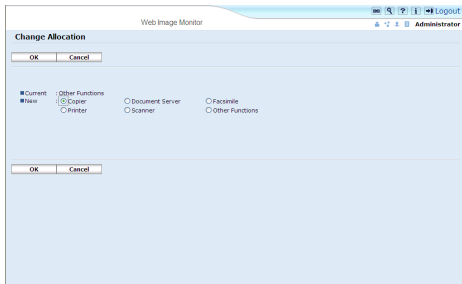 Logout
Web Image Monitor
Administrator
Change Allocation
OK Cancel
Current : Other Functions
New : Copier Document Server Facsimile
Printer Scanner Other Functions
OK Cancel